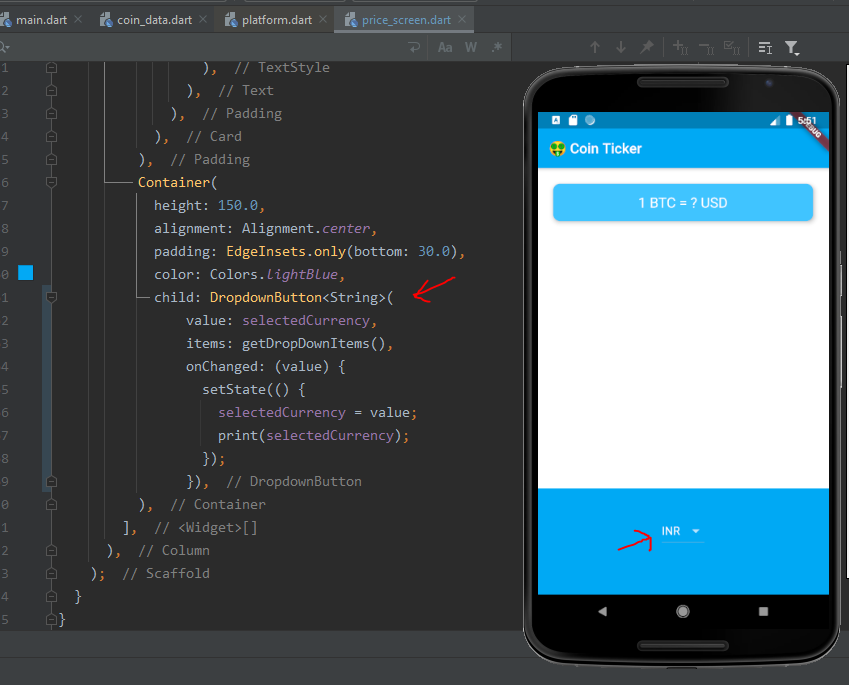 main.dart coin_data.dart platform.dart price_screen.dart
Aa W .*
1 ), // TextStyle
2 ), // Text
3 ), // Padding
4 ), // Card
5 ), // Padding
6 Container(
7 height: 150.0,
8 alignment: Alignment.center,
9 padding: EdgeInsets.only(bottom: 30.0),
0 color: Colors.lightBlue,
1 child: DropdownButton<String>(
2 value: selectedCurrency,
3 items: getDropDownItems(),
4 onChanged: (value) {
5 setState(() {
6 selectedCurrency = value;
7 print(selectedCurrency);
8 });
9 }), // DropdownButton
0 ), // Container
1 ], // <Widget>[]
2 ), // Column
3 ); // Scaffold
4 }
5 }
5:51
DEBUG
Coin Ticker
1 BTC = ? USD
INR